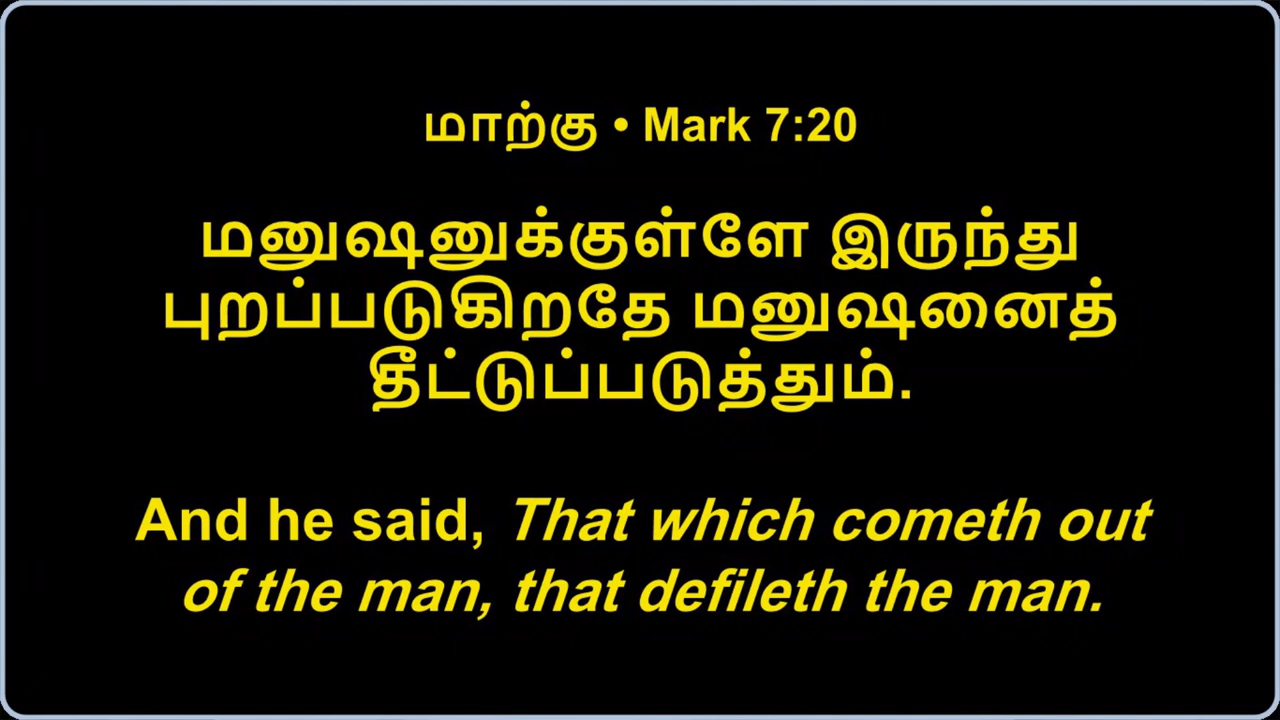 மாற்கு • Mark 7:20
மனுஷனுக்குள்ளே இருந்து
புறப்படுகிறதே மனுஷனைத்
தீட்டுப்படுத்தும்.
And he said, That which cometh out
of the man, that defileth the man.